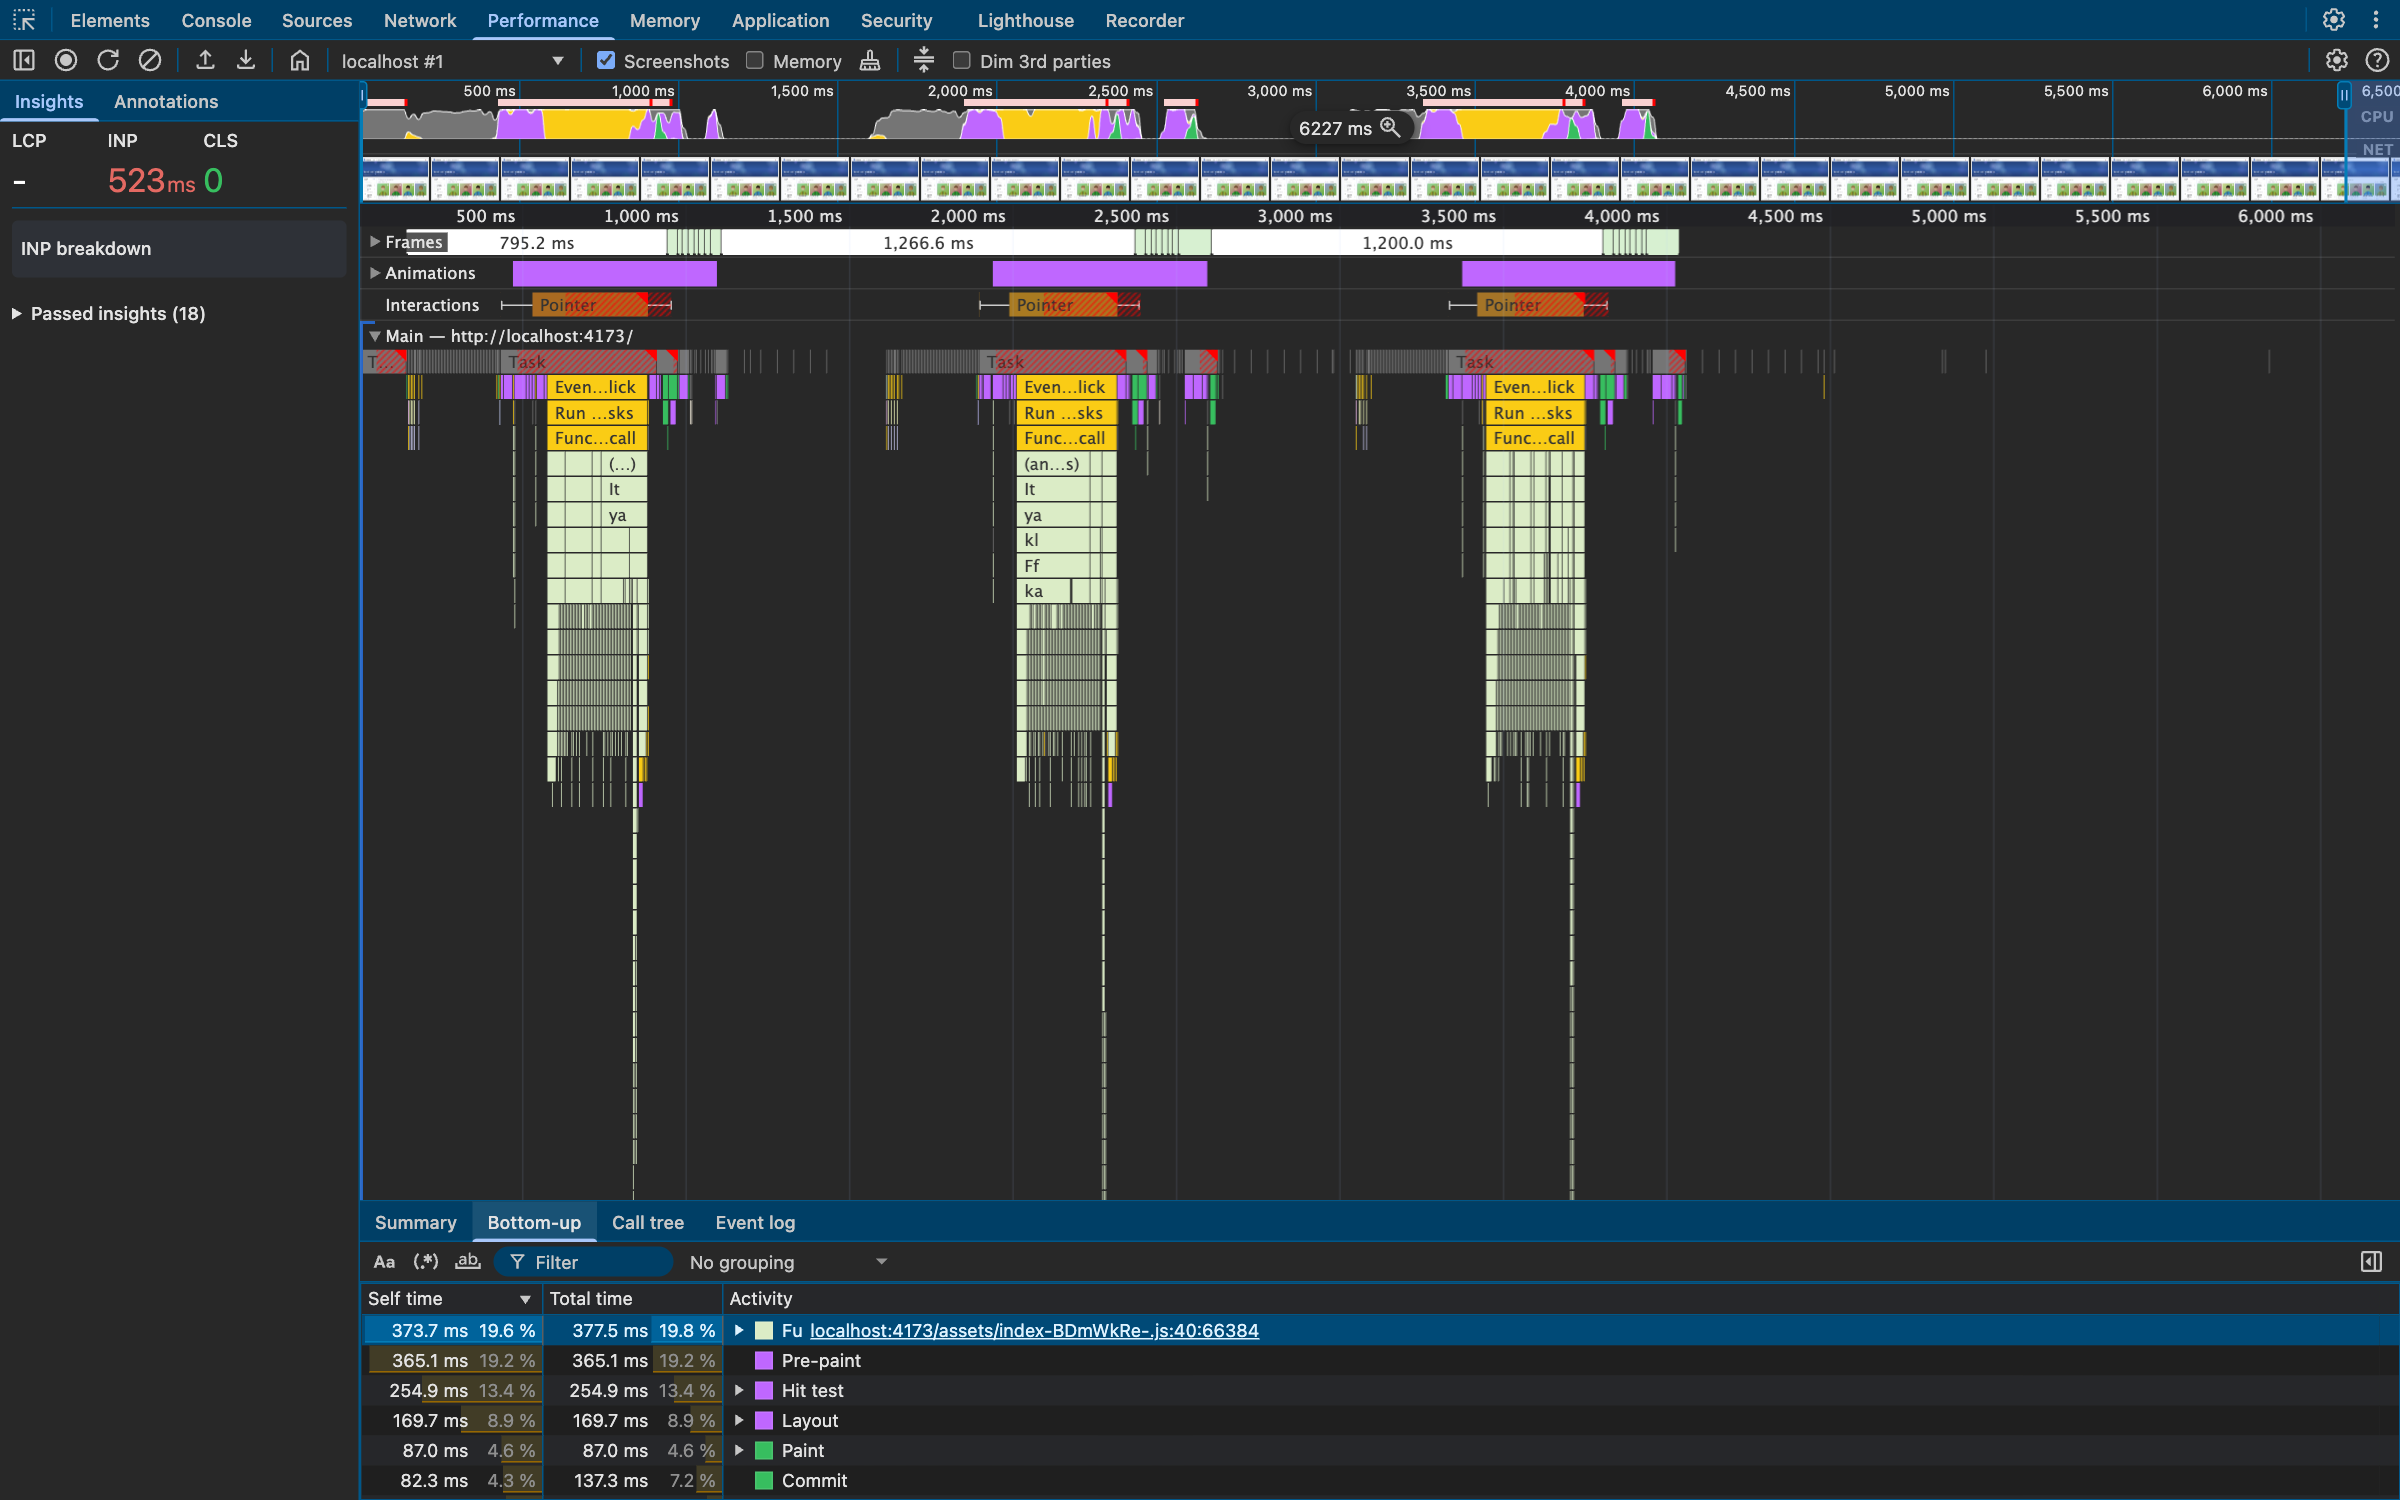 Elements Console Sources Network Performance Memory Application Security Lighthouse Recorder
localhost #1 Screenshots Memory Dim 3rd parties
Insights Annotations
LCP INP CLS
- 523 ms 0
INP breakdown
Passed insights (18)
500 ms 1,000 ms 1,500 ms 2,000 ms 2,500 ms 3,000 ms 3,500 ms 4,000 ms 4,500 ms 5,000 ms 5,500 ms 6,000 ms 6,500
CPU
6227 ms
NET
500 ms 1,000 ms 1,500 ms 2,000 ms 2,500 ms 3,000 ms 3,500 ms 4,000 ms 4,500 ms 5,000 ms 5,500 ms 6,000 ms
Frames 795.2 ms 1,266.6 ms 1,200.0 ms
Animations
Interactions Pointer Pointer Pointer
Main — http://localhost:4173/
T... Task Task Task
Even...lick Even...lick Even...lick
Run ...sks Run ...sks Run ...sks
Func...call Func...call Func...call
(...) (an...s)
lt lt
ya ya
kl
Ff
ka
Summary Bottom-up Call tree Event log
Aa (.*) ab Filter No grouping
Self time Total time Activity
373.7 ms 19.6 % 377.5 ms 19.8 % Fu localhost:4173/assets/index-BDmWkRe-.js:40:66384
365.1 ms 19.2 % 365.1 ms 19.2 % Pre-paint
254.9 ms 13.4 % 254.9 ms 13.4 % Hit test
169.7 ms 8.9 % 169.7 ms 8.9 % Layout
87.0 ms 4.6 % 87.0 ms 4.6 % Paint
82.3 ms 4.3 % 137.3 ms 7.2 % Commit